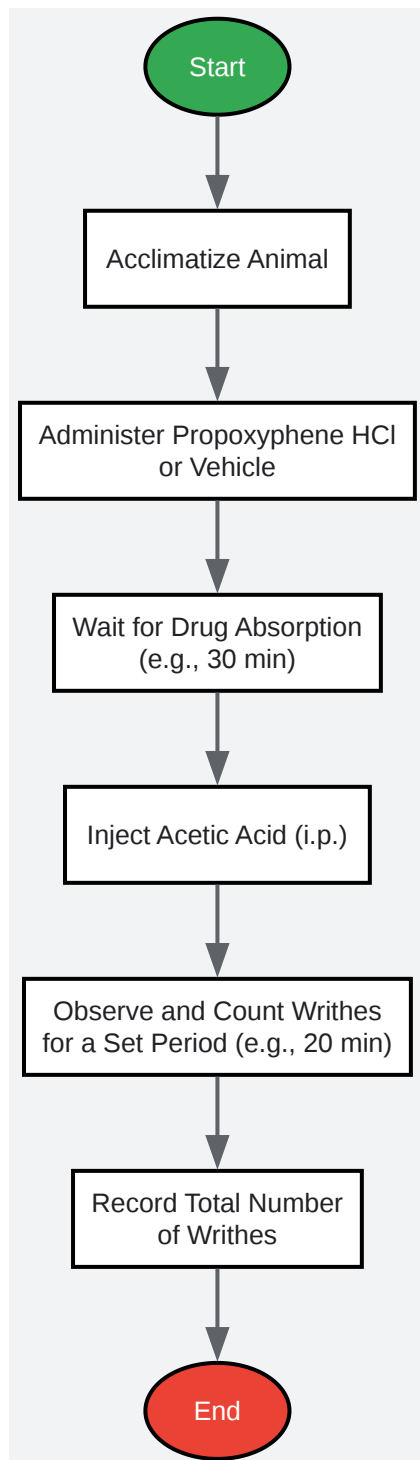 Start
Acclimatize Animal
Administer Propoxyphene HCl
or Vehicle
Wait for Drug Absorption
(e.g., 30 min)
Inject Acetic Acid (i.p.)
Observe and Count Writhes
for a Set Period (e.g., 20 min)
Record Total Number
of Writhes
End